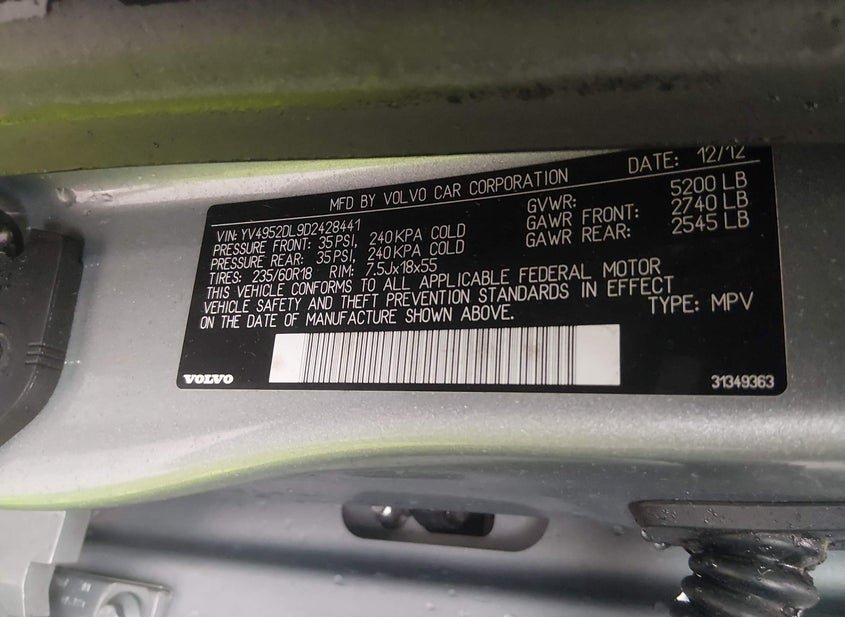 MFD BY VOLVO CAR CORPORATION DATE: 12/12
VIN: YV4952DL9D2428441 GVWR: 5200 LB
PRESSURE FRONT: 35 PSI, 240 KPA COLD GAWR FRONT: 2740 LB
PRESSURE REAR: 35 PSI, 240 KPA COLD GAWR REAR: 2545 LB
TIRES: 235/60R18 RIM: 7.5Jx18x55
THIS VEHICLE CONFORMS TO ALL APPLICABLE FEDERAL MOTOR
VEHICLE SAFETY AND THEFT PREVENTION STANDARDS IN EFFECT
ON THE DATE OF MANUFACTURE SHOWN ABOVE. TYPE: MPV
VOLVO 31349363